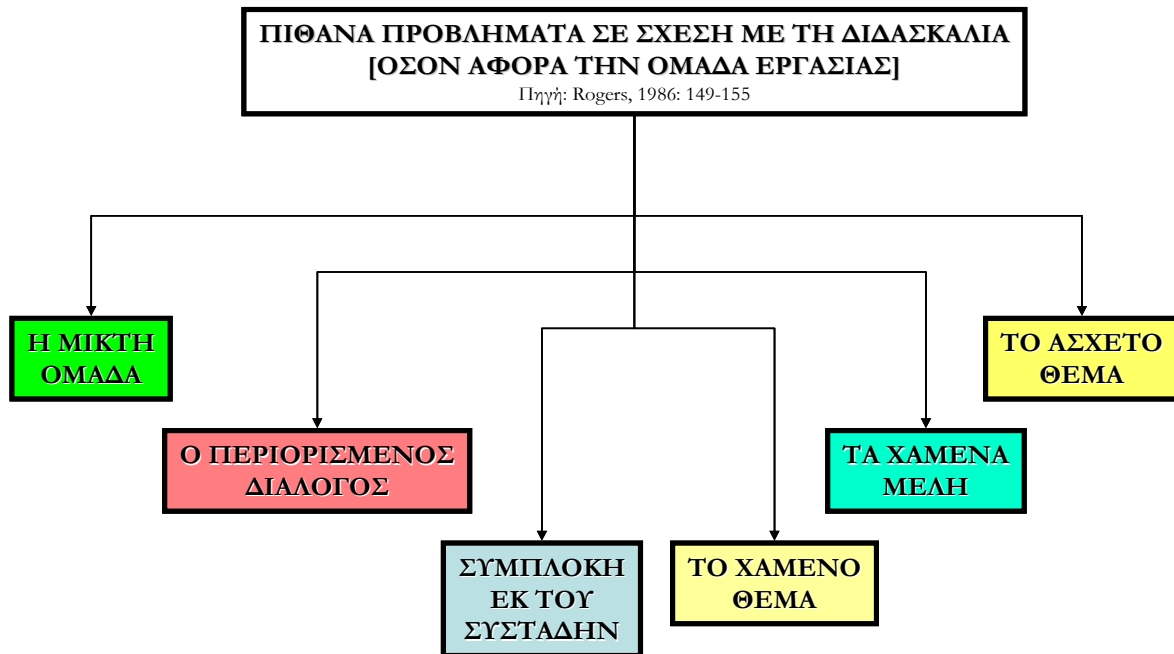 ΠΙΘΑΝΑ ΠΡΟΒΛΗΜΑΤΑ ΣΕ ΣΧΕΣΗ ΜΕ ΤΗ ΔΙΔΑΣΚΑΛΙΑ
[ΟΣΟΝ ΑΦΟΡΑ ΤΗΝ ΟΜΑΔΑ ΕΡΓΑΣΙΑΣ]
Πηγή: Rogers, 1986: 149-155
Η ΜΙΚΤΗ
ΟΜΑΔΑ
ΤΟ ΑΣΧΕΤΟ
ΘΕΜΑ
Ο ΠΕΡΙΟΡΙΣΜΕΝΟΣ
ΔΙΑΛΟΓΟΣ
ΤΑ ΧΑΜΕΝΑ
ΜΕΛΗ
ΣΥΜΠΛΟΚΗ
ΕΚ ΤΟΥ
ΣΥΣΤΑΔΗΝ
ΤΟ ΧΑΜΕΝΟ
ΘΕΜΑ